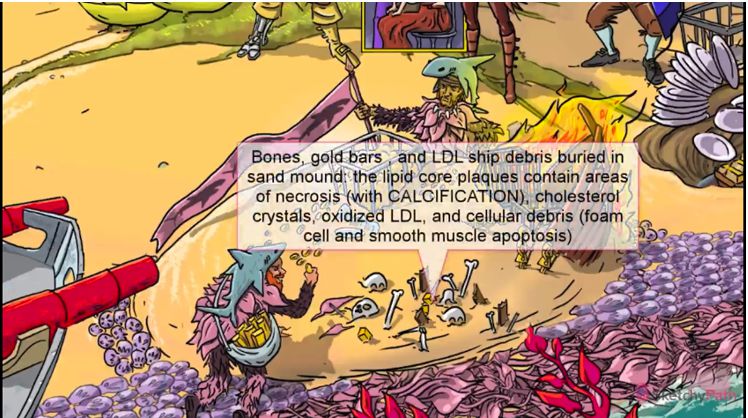 Bones, gold bars and LDL ship debris buried in
sand mound: the lipid core plaques contain areas
of necrosis (with CALCIFICATION), cholesterol
crystals, oxidized LDL, and cellular debris (foam
cell and smooth muscle apoptosis)
SketchyPath